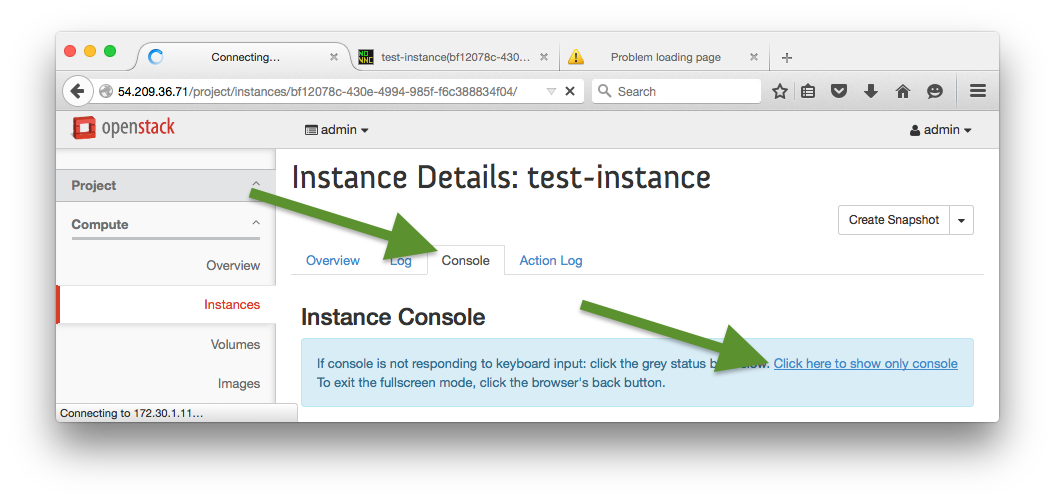 Connecting...
test-instance(bf12078c-430...
Problem loading page
54.209.36.71/project/instances/bf12078c-430e-4994-985f-f6c388834f04/
Search
openstack
admin
admin
Project
Compute
Overview
Instances
Volumes
Images
Instance Details: test-instance
Create Snapshot
Overview Log Console Action Log
Instance Console
If console is not responding to keyboard input: click the grey status below. Click here to show only console
To exit the fullscreen mode, click the browser's back button.
Connecting to 172.30.1.11...